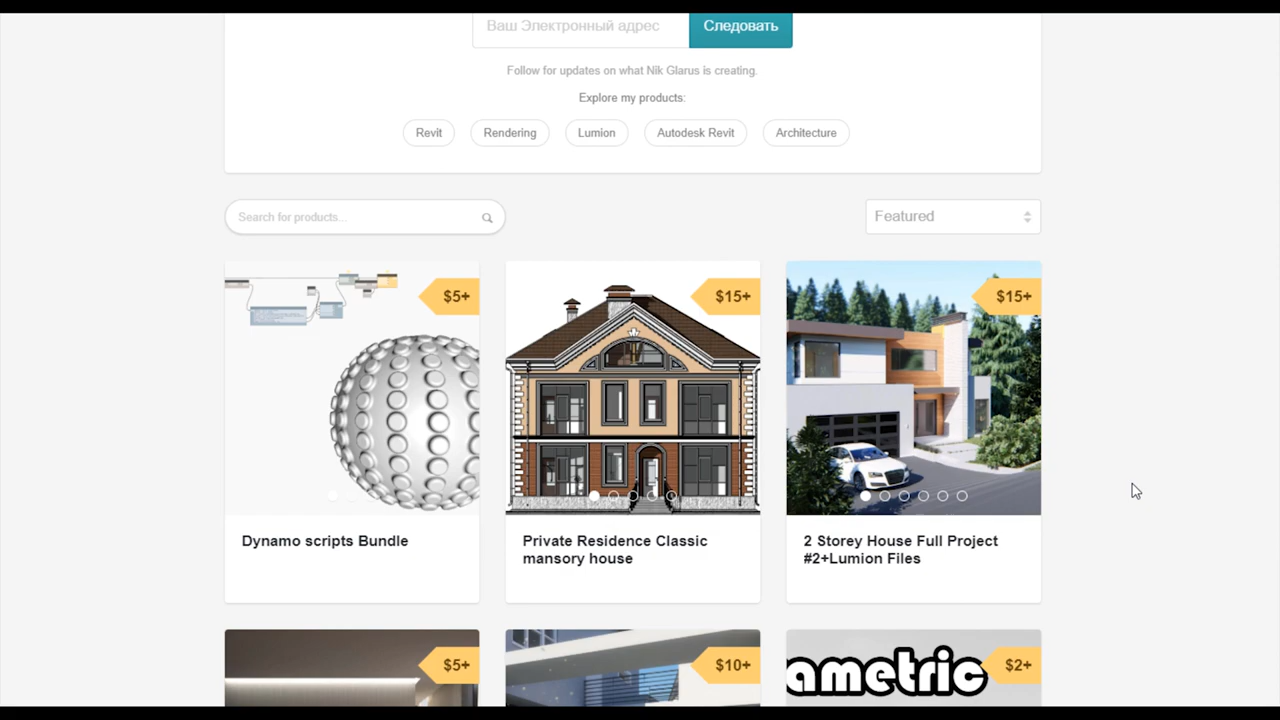 Ваш Электронный адрес
Следовать
Follow for updates on what Nik Glarus is creating.
Explore my products:
Revit
Rendering
Lumion
Autodesk Revit
Architecture
Search for products...
Featured
$5+
$15+
$15+
Dynamo scripts Bundle
Private Residence Classic
mansory house
2 Storey House Full Project
#2+Lumion Files
$5+
$10+
ametric
$2+